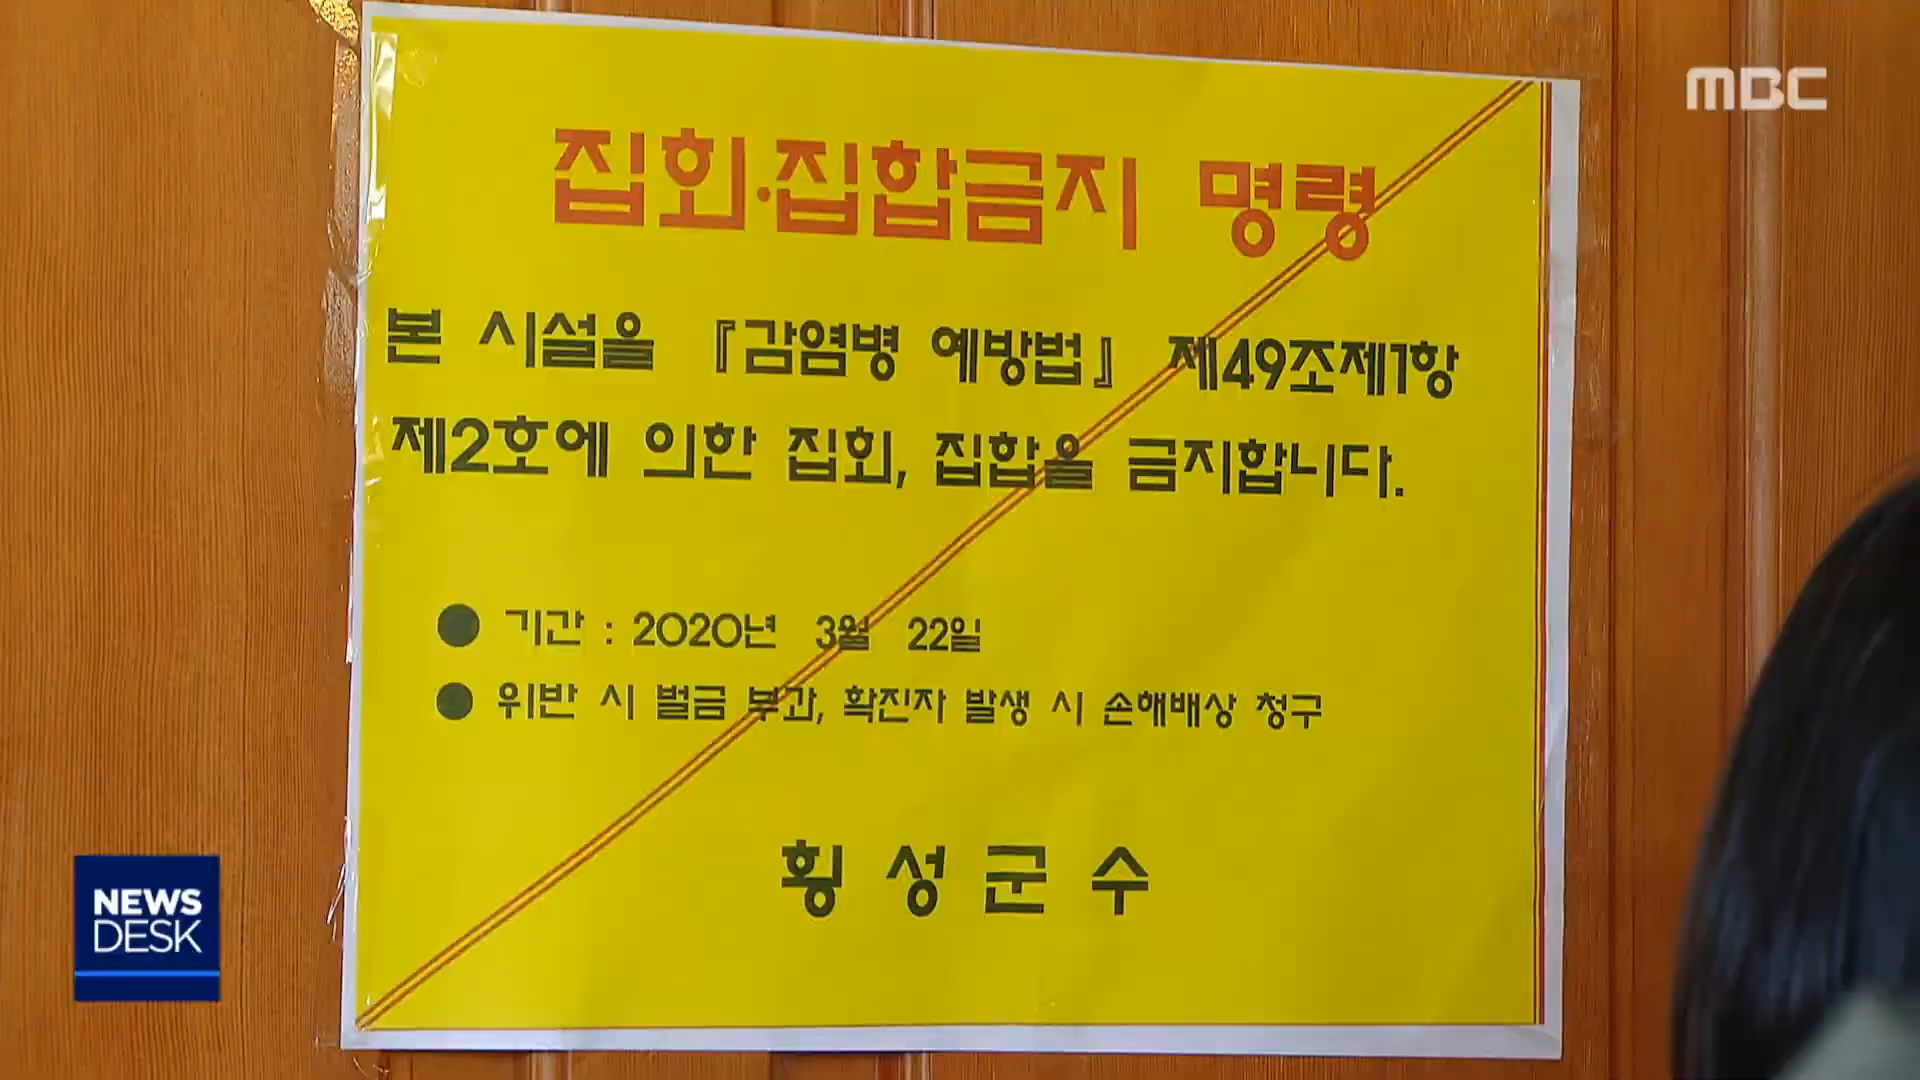 MBC
집회·집합금지 명령
본 시설을 『감염병 예방법』 제49조제1항
제2호에 의한 집회, 집합을 금지합니다.
● 기간 : 2020년 3월 22일
● 위반 시 벌금 부과, 확진자 발생 시 손해배상 청구
횡성군수
NEWS
DESK